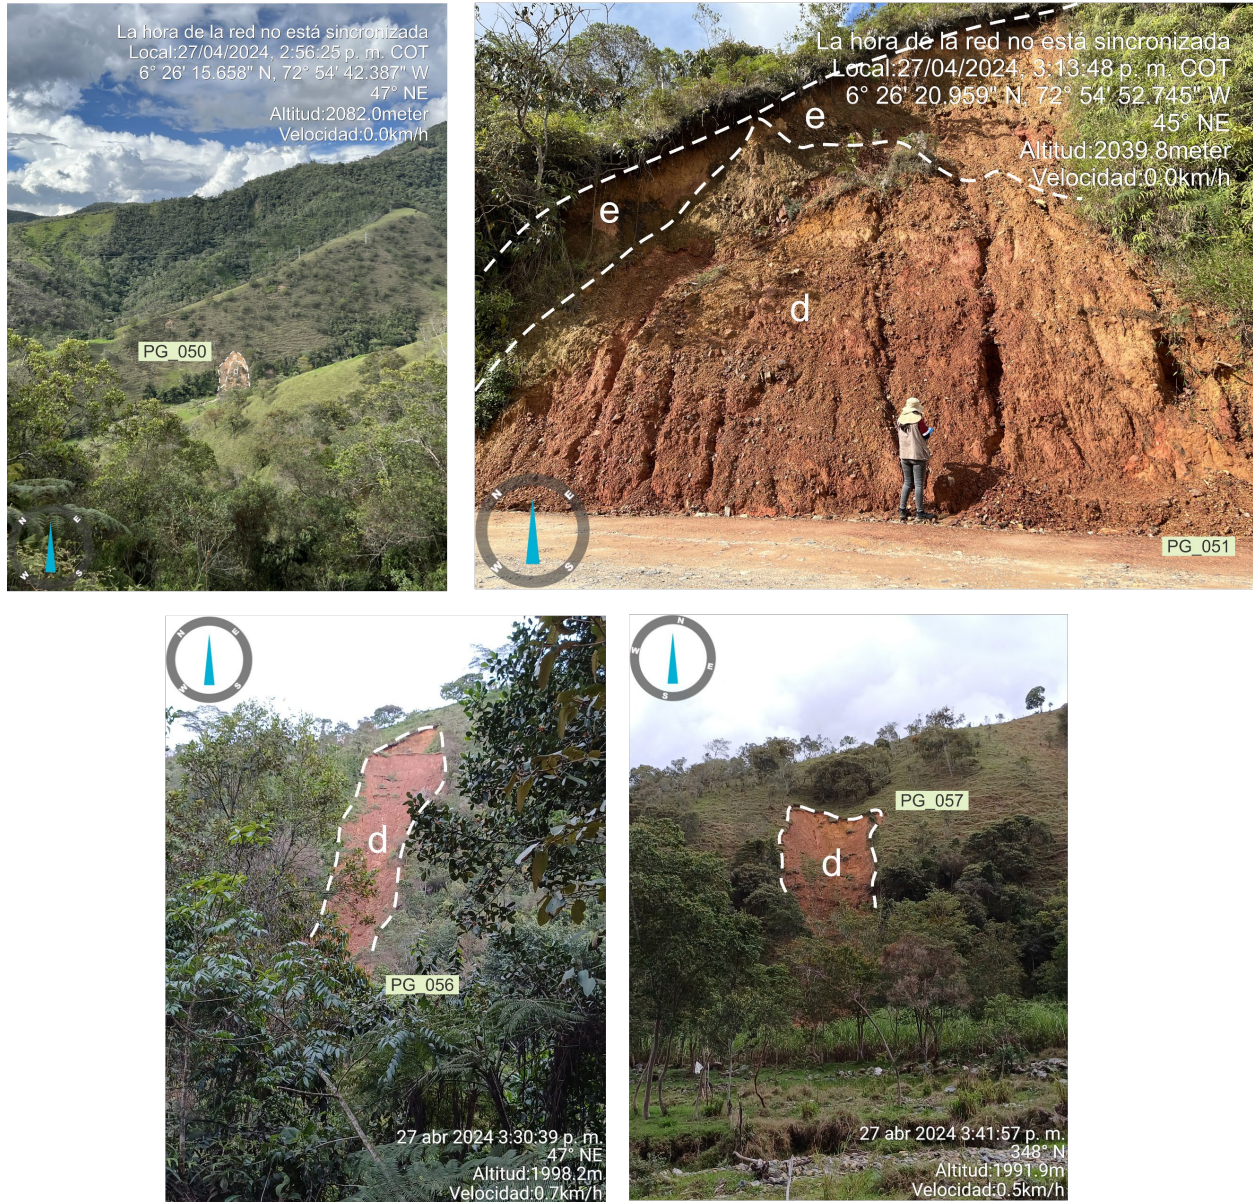 La hora de la red no está sincronizada
Local:27/04/2024, 2:56:25 p. m. COT
6° 26' 15.658" N, 72° 54' 42.387" W
47° NE
Altitud:2082.0meter
Velocidad:0.0km/h
PG_050
N
E
W
S
La hora de la red no está sincronizada
Local:27/04/2024, 3:13:48 p. m. COT
6° 26' 20.959" N, 72° 54' 52.745" W
45° NE
Altitud:2039.8meter
Velocidad:0.0km/h
e
e
d
N
E
W
S
PG_051
N
E
W
S
d
PG_056
27 abr 2024 3:30:39 p. m.
47° NE
Altitud:1998.2m
Velocidad:0.7km/h
N
W
E
S
PG_057
d
27 abr 2024 3:41:57 p. m.
348° N
Altitud:1991.9m
Velocidad:0.5km/h